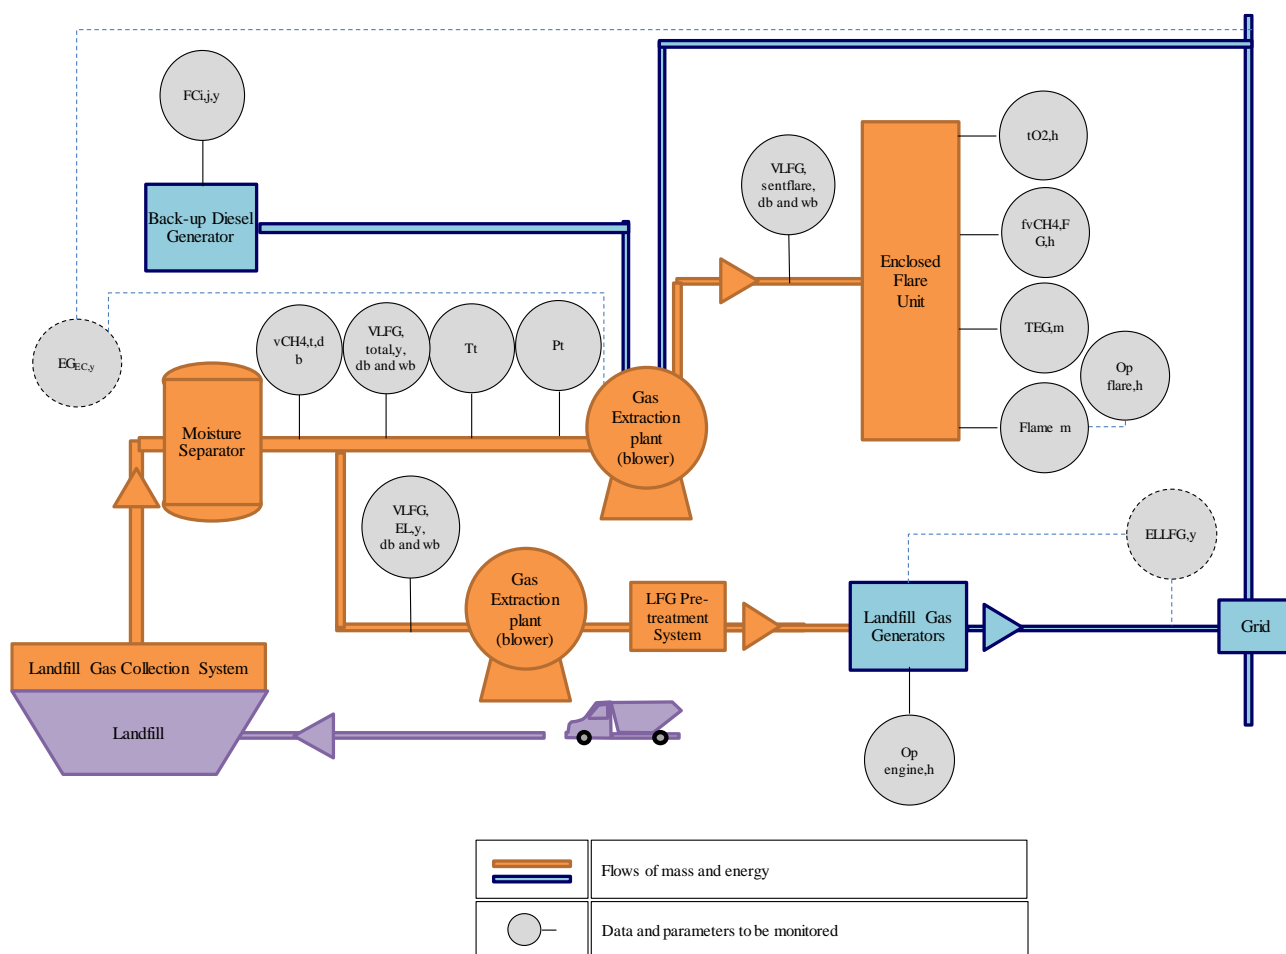 FCi,j,y
Back-up Diesel
Generator
EGEC,y
vCH4,t,d
b
VLFG,
total,y,
db and wb
Tt
Pt
VLFG,
sentflare,
db and wb
Enclosed
Flare
Unit
tO2,h
fvCH4,F
G,h
TEG,m
Op
flare,h
Flame m
Moisture
Separator
Gas
Extraction
plant
(blower)
VLFG,
EL,y,
db and wb
Gas
Extraction
plant
(blower)
LFG Pre-
treatment
System
Landfill Gas
Generators
ELLFG,y
Grid
Landfill Gas Collection System
Landfill
Op
engine,h
Flows of mass and energy
Data and parameters to be monitored